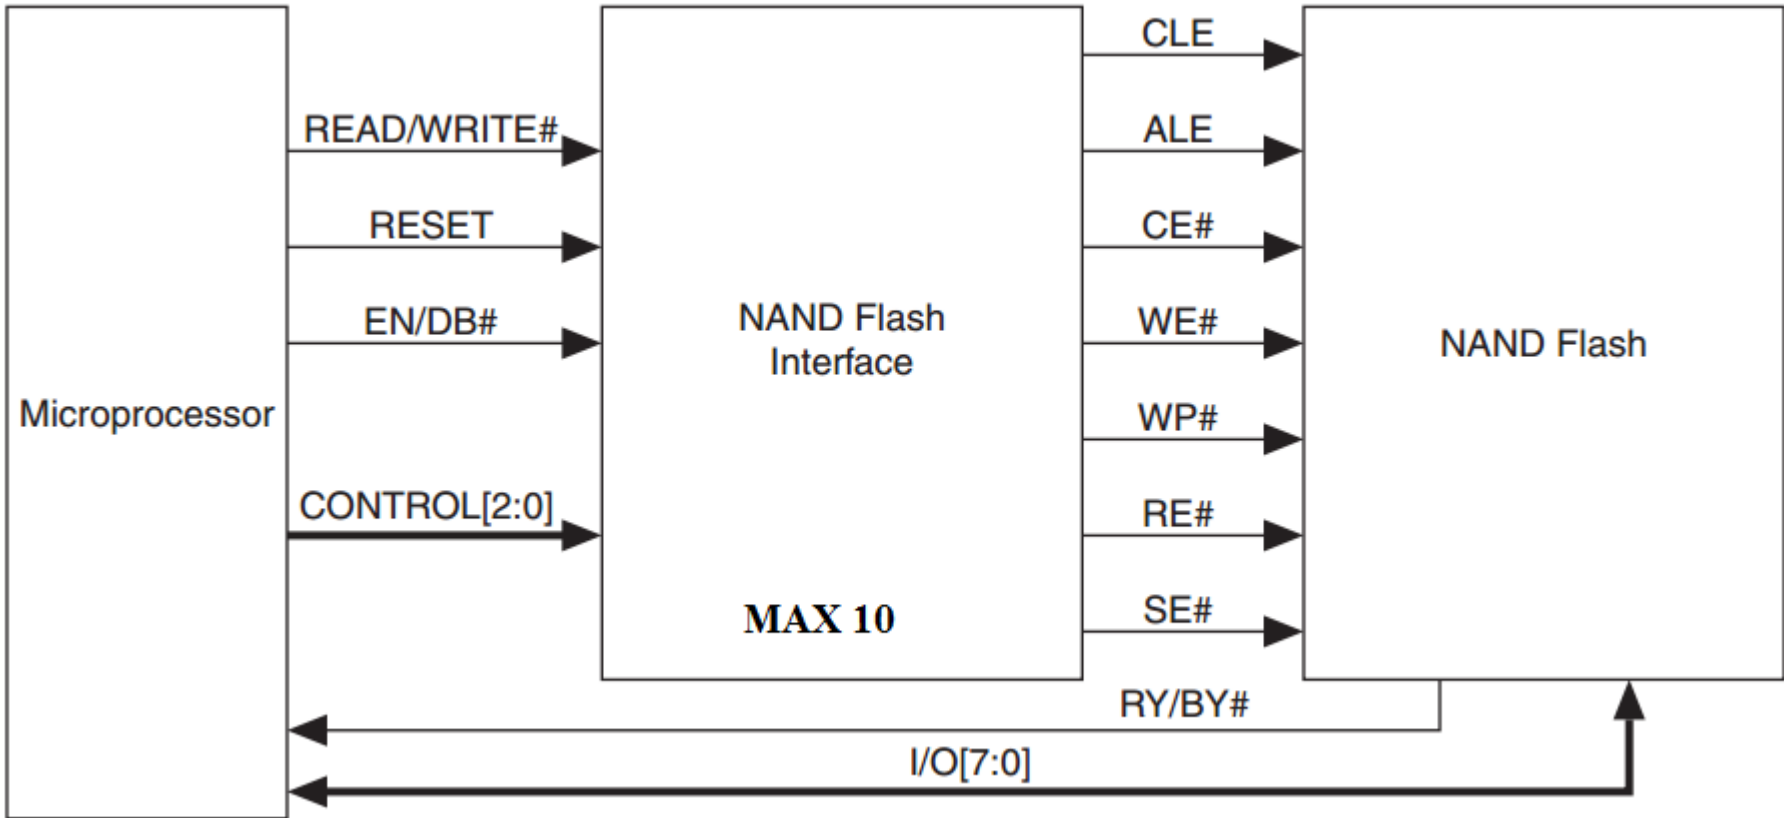 Microprocessor
READ/WRITE#
RESET
EN/DB#
CONTROL[2:0]
NAND Flash
Interface
MAX 10
CLE
ALE
CE#
WE#
WP#
RE#
SE#
NAND Flash
RY/BY#
I/O[7:0]